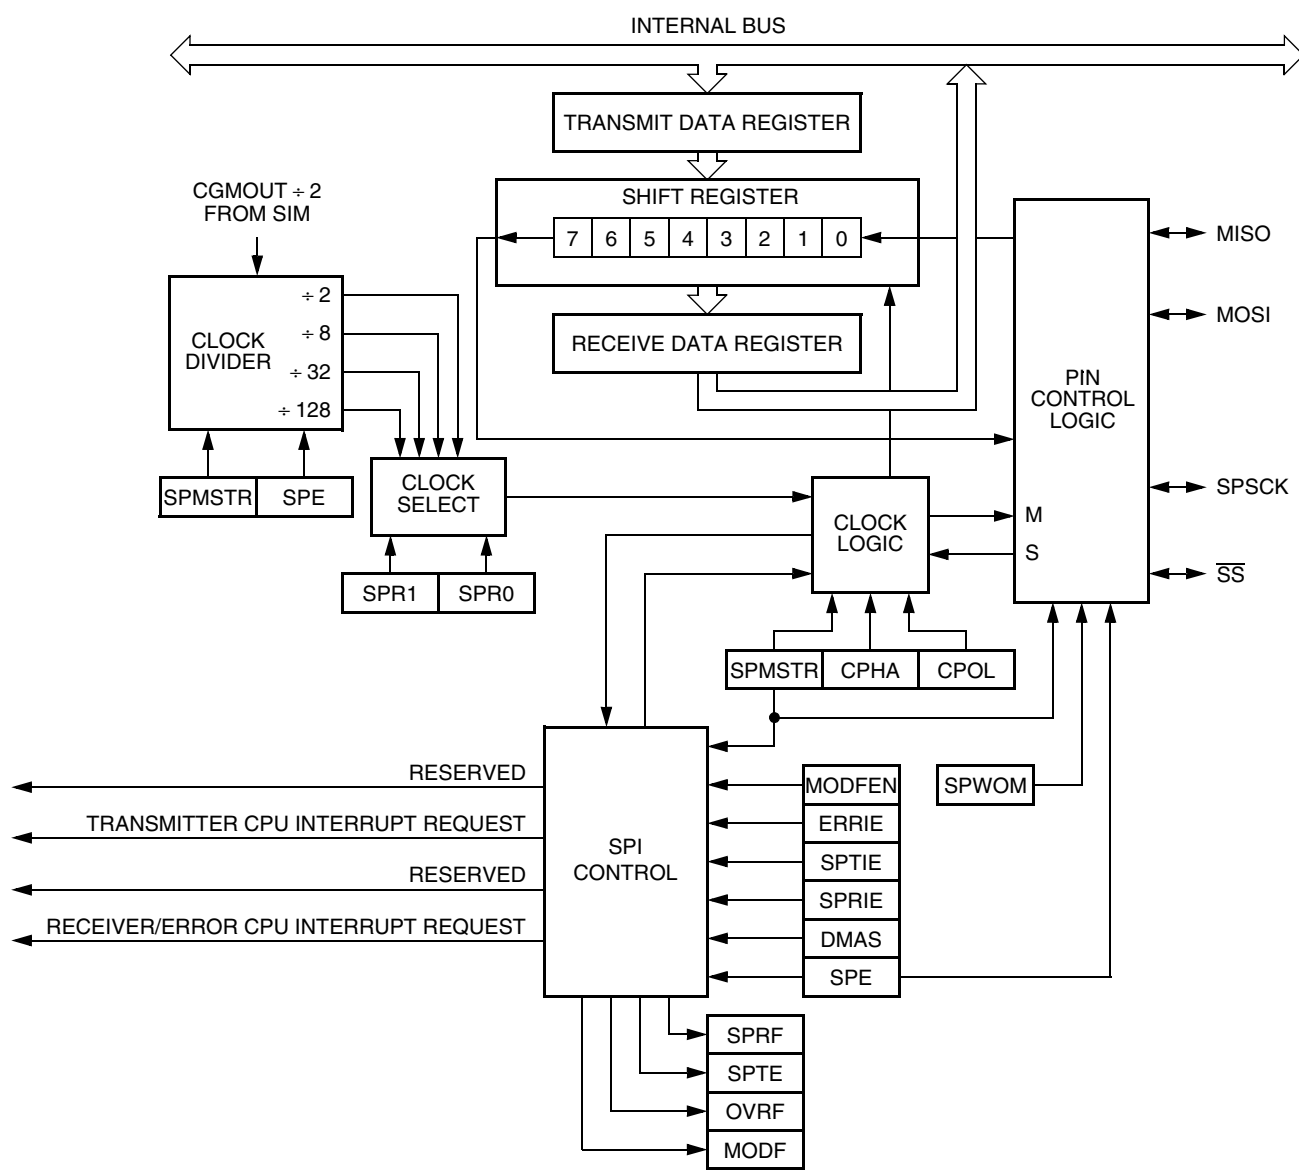 INTERNAL BUS
TRANSMIT DATA REGISTER
CGMOUT ÷ 2
FROM SIM
SHIFT REGISTER
7 6 5 4 3 2 1 0
MISO
÷ 2
÷ 8
÷ 32
÷ 128
CLOCK
DIVIDER
RECEIVE DATA REGISTER
MOSI
PIN
CONTROL
LOGIC
SPMSTR SPE
CLOCK
SELECT
SPSCK
CLOCK
LOGIC
M
S
SPR1 SPR0
SS
SPMSTR CPHA CPOL
RESERVED
TRANSMITTER CPU INTERRUPT REQUEST
RESERVED
RECEIVER/ERROR CPU INTERRUPT REQUEST
SPI
CONTROL
MODFEN
ERRIE
SPTIE
SPRIE
DMAS
SPE
SPWOM
SPRF
SPTE
OVRF
MODF